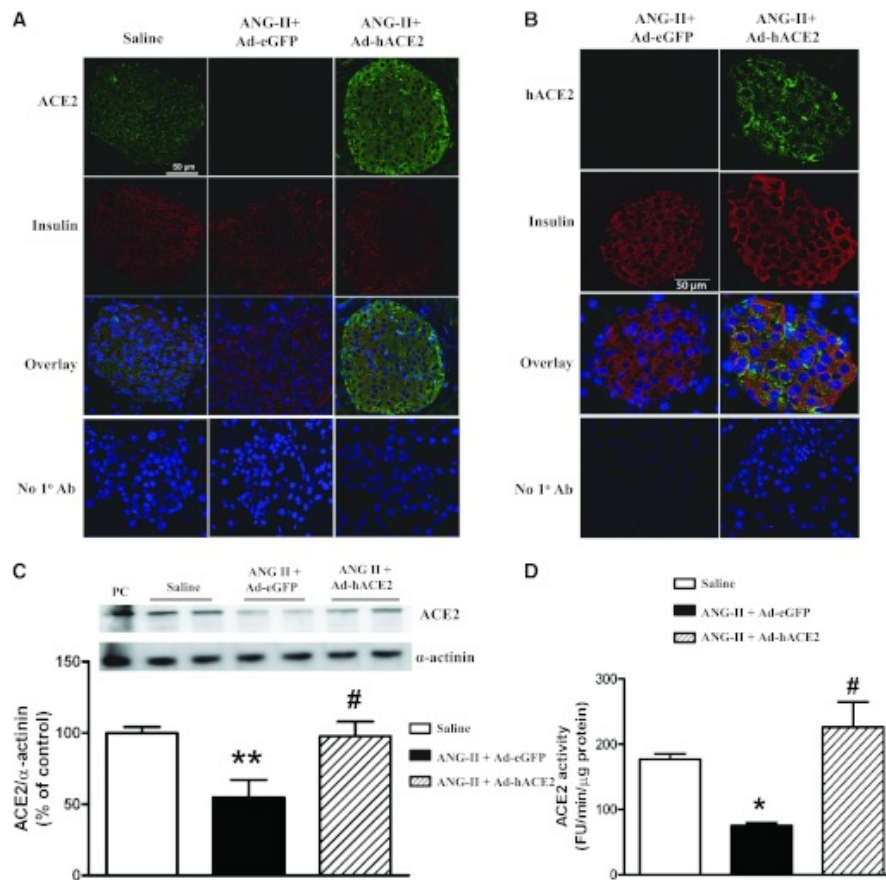 A
Saline
ANG-II+
Ad-eGFP
ANG-II+
Ad-hACE2
ACE2
50 µm
Insulin
Overlay
No 1º Ab
B
ANG-II+
Ad-eGFP
ANG-II+
Ad-hACE2
hACE2
Insulin
50 µm
Overlay
No 1º Ab
C
PC
Saline
ANG II +
Ad-eGFP
ANG II +
Ad-hACE2
ACE2
α-actinin
150
100
50
0
ACE2/α-actinin
(% of control)
**
#
Saline
ANG-II + Ad-eGFP
ANG-II + Ad-hACE2
D
Saline
ANG-II + Ad-eGFP
ANG-II + Ad-hACE2
300
200
100
0
ACE2 activity
(FU/min/µg protein)
*
#